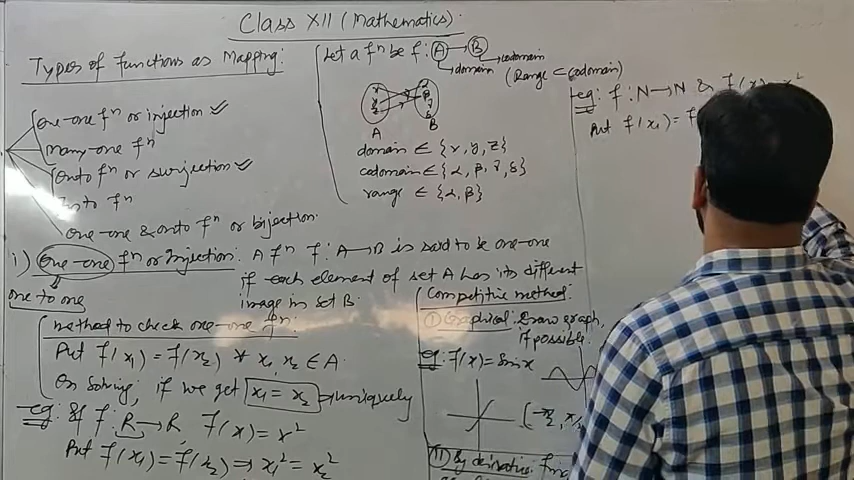 Class XII (Mathematics).
Types of functions as Mapping:
One-one fⁿ or injection ✓
Many-one fⁿ
Onto fⁿ or surjection ✓
Into fⁿ
One-one & onto fⁿ or bijection.
Let a fⁿ be f: A → B
codomain
domain
(Range ⊂ codomain)
A
B
domain ∈ {x, y, z}
codomain ∈ {α, β, γ, δ}
range ∈ {α, β}
i) One-one fⁿ or Injection: A fⁿ f: A → B is said to be one-one
if each element of set A has its different
image in set B.
one to one
Method to check one-one fⁿ:
Put f(x₁) = f(x₂) ∀ x₁, x₂ ∈ A.
On solving, if we get x₁ = x₂ → uniquely
eg: If f: R → R, f(x) = x²
Put f(x₁) = f(x₂) ⇒ x₁² = x₂²
Competitive method:
① Graphical: Draw graph,
if possible.
eg: f(x) = sin x
(ii) By derivative:
eg: f: N → N & f(x) = x²
Put f(x₁) =